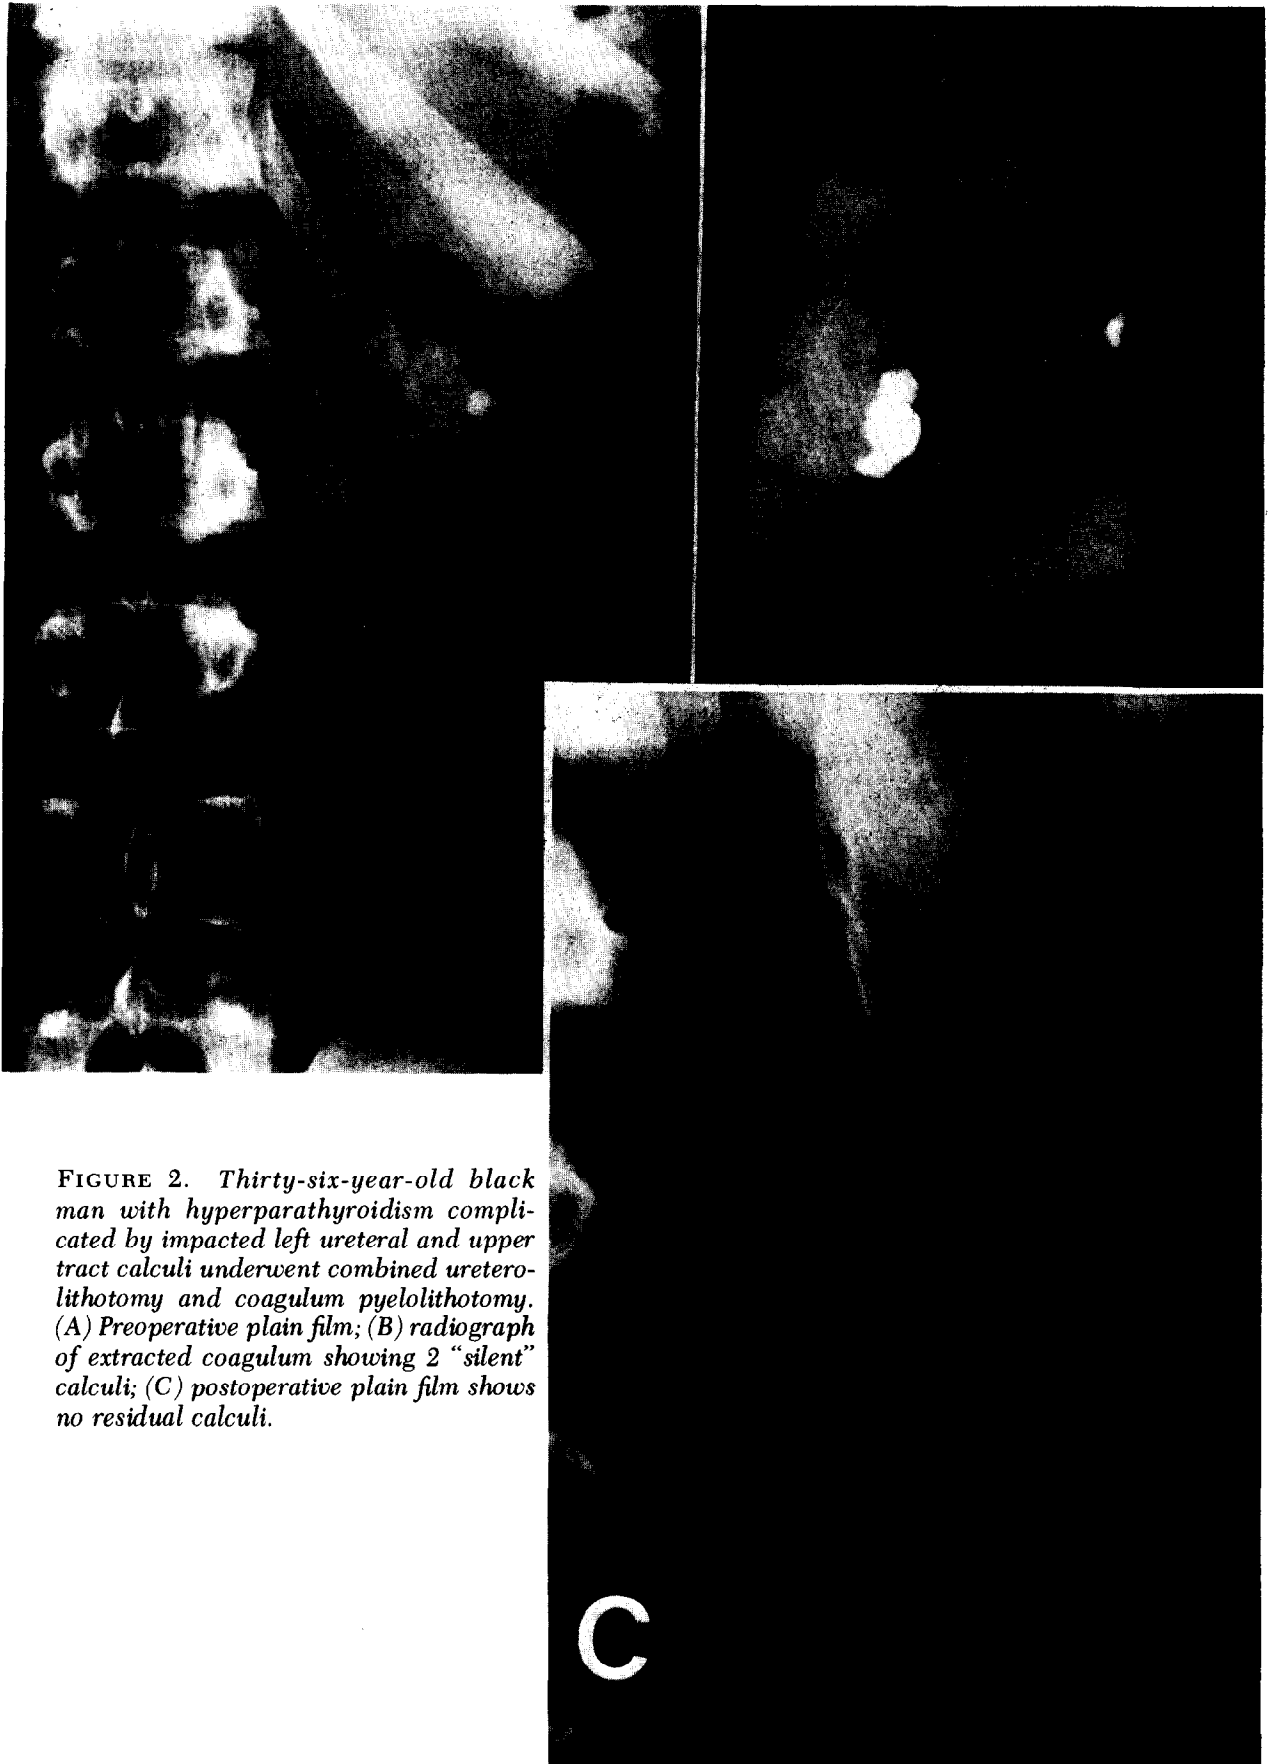 C
FIGURE 2. Thirty-six-year-old black
man with hyperparathyroidism compli-
cated by impacted left ureteral and upper
tract calculi underwent combined uretero-
lithotomy and coagulum pyelolithotomy.
(A) Preoperative plain film; (B) radiograph
of extracted coagulum showing 2 “silent”
calculi; (C) postoperative plain film shows
no residual calculi.